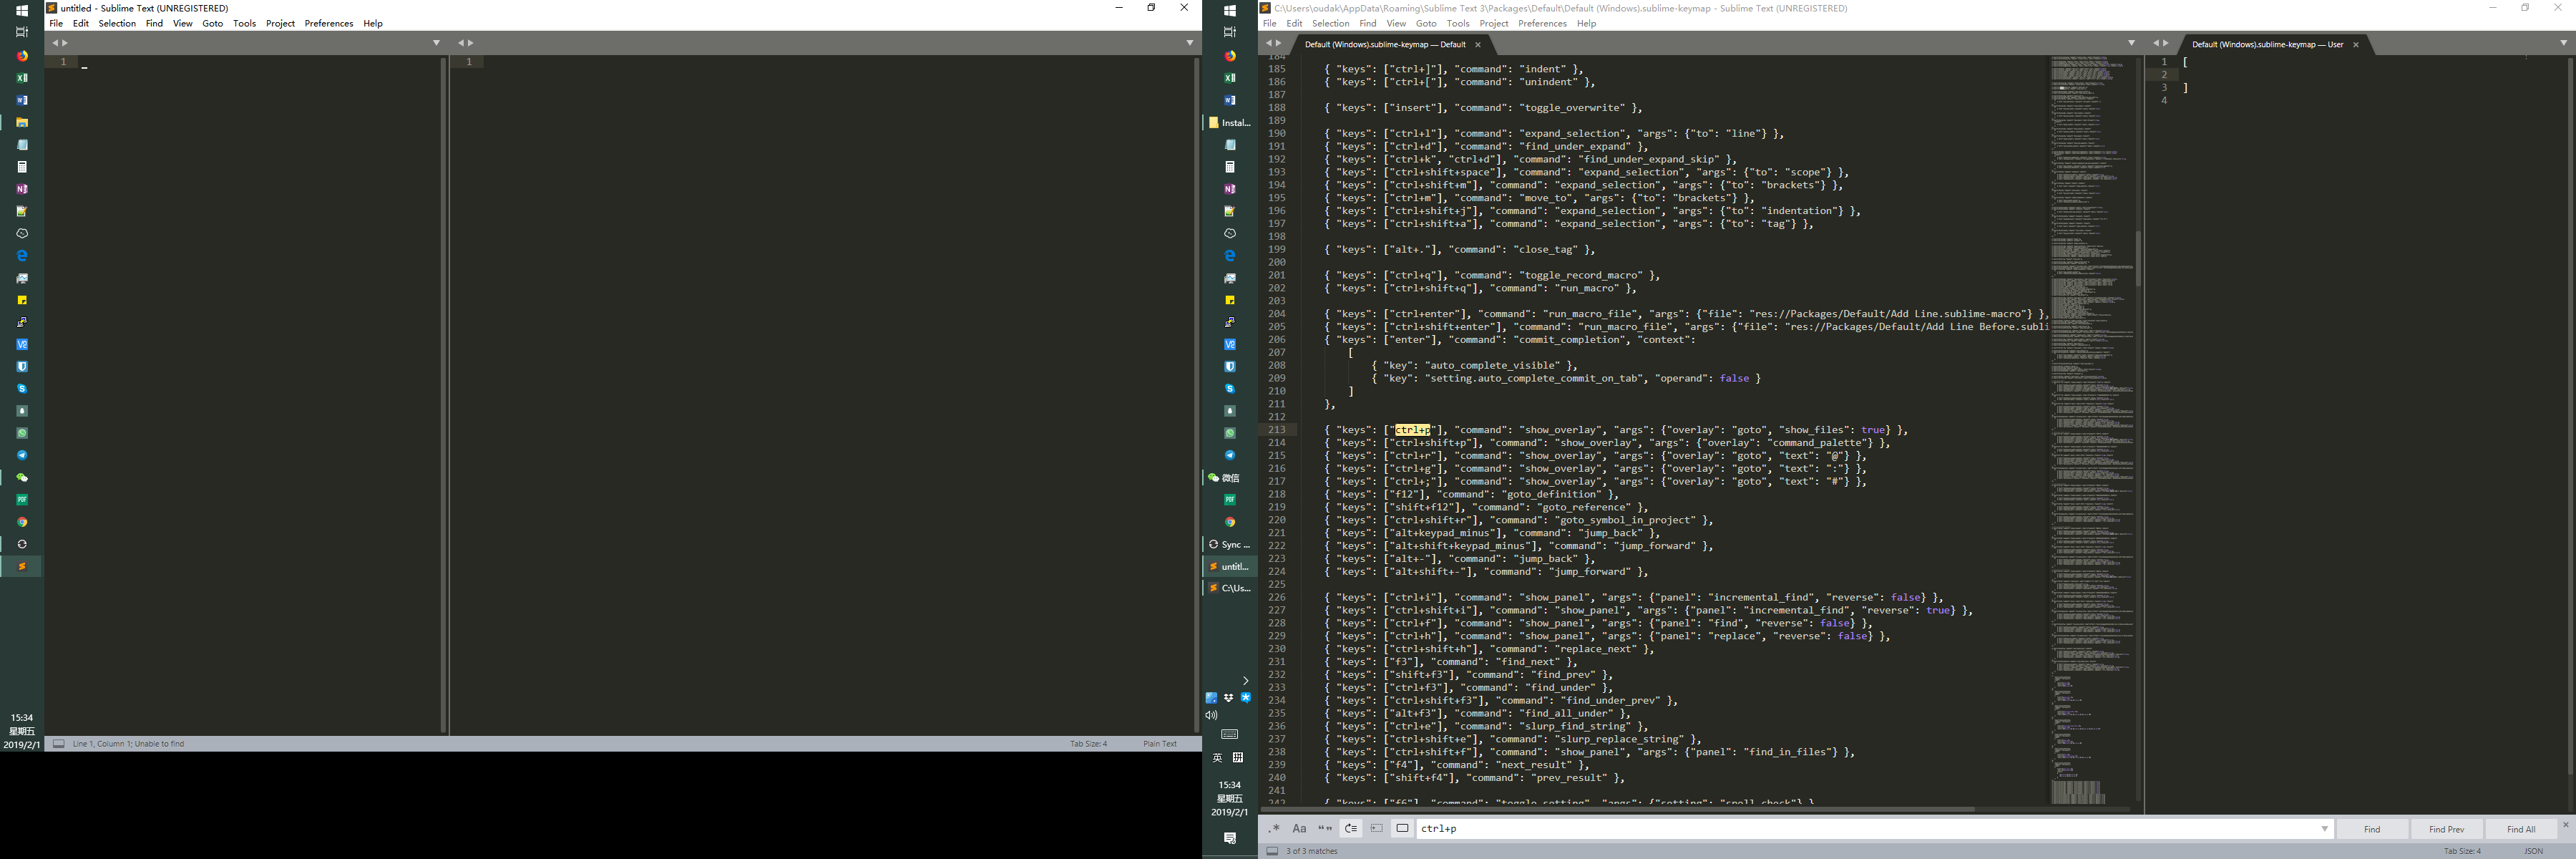 untitled - Sublime Text (UNREGISTERED)
File Edit Selection Find View Goto Tools Project Preferences Help
1
1
15:34
星期五
2019/2/1
Line 1, Column 1; Unable to find
Tab Size: 4
Plain Text
Instal...
微信
Sync ...
untitl...
C:\Us...
英
拼
15:34
星期五
2019/2/1
C:\Users\oudak\AppData\Roaming\Sublime Text 3\Packages\Default\Default (Windows).sublime-keymap - Sublime Text (UNREGISTERED)
File Edit Selection Find View Goto Tools Project Preferences Help
Default (Windows).sublime-keymap — Default
184
185 { "keys": ["ctrl+]"], "command": "indent" },
186 { "keys": ["ctrl+["], "command": "unindent" },
187
188 { "keys": ["insert"], "command": "toggle_overwrite" },
189
190 { "keys": ["ctrl+l"], "command": "expand_selection", "args": {"to": "line"} },
191 { "keys": ["ctrl+d"], "command": "find_under_expand" },
192 { "keys": ["ctrl+k", "ctrl+d"], "command": "find_under_expand_skip" },
193 { "keys": ["ctrl+shift+space"], "command": "expand_selection", "args": {"to": "scope"} },
194 { "keys": ["ctrl+shift+m"], "command": "expand_selection", "args": {"to": "brackets"} },
195 { "keys": ["ctrl+m"], "command": "move_to", "args": {"to": "brackets"} },
196 { "keys": ["ctrl+shift+j"], "command": "expand_selection", "args": {"to": "indentation"} },
197 { "keys": ["ctrl+shift+a"], "command": "expand_selection", "args": {"to": "tag"} },
198
199 { "keys": ["alt+."], "command": "close_tag" },
200
201 { "keys": ["ctrl+q"], "command": "toggle_record_macro" },
202 { "keys": ["ctrl+shift+q"], "command": "run_macro" },
203
204 { "keys": ["ctrl+enter"], "command": "run_macro_file", "args": {"file": "res://Packages/Default/Add Line.sublime-macro"} },
205 { "keys": ["ctrl+shift+enter"], "command": "run_macro_file", "args": {"file": "res://Packages/Default/Add Line Before.subli
206 { "keys": ["enter"], "command": "commit_completion", "context":
207 [
208 { "key": "auto_complete_visible" },
209 { "key": "setting.auto_complete_commit_on_tab", "operand": false }
210 ]
211 },
212
213 { "keys": ["ctrl+p"], "command": "show_overlay", "args": {"overlay": "goto", "show_files": true} },
214 { "keys": ["ctrl+shift+p"], "command": "show_overlay", "args": {"overlay": "command_palette"} },
215 { "keys": ["ctrl+r"], "command": "show_overlay", "args": {"overlay": "goto", "text": "@"} },
216 { "keys": ["ctrl+g"], "command": "show_overlay", "args": {"overlay": "goto", "text": ":"} },
217 { "keys": ["ctrl+;"], "command": "show_overlay", "args": {"overlay": "goto", "text": "#"} },
218 { "keys": ["f12"], "command": "goto_definition" },
219 { "keys": ["shift+f12"], "command": "goto_reference" },
220 { "keys": ["ctrl+shift+r"], "command": "goto_symbol_in_project" },
221 { "keys": ["alt+keypad_minus"], "command": "jump_back" },
222 { "keys": ["alt+shift+keypad_minus"], "command": "jump_forward" },
223 { "keys": ["alt+-"], "command": "jump_back" },
224 { "keys": ["alt+shift+-"], "command": "jump_forward" },
225
226 { "keys": ["ctrl+i"], "command": "show_panel", "args": {"panel": "incremental_find", "reverse": false} },
227 { "keys": ["ctrl+shift+i"], "command": "show_panel", "args": {"panel": "incremental_find", "reverse": true} },
228 { "keys": ["ctrl+f"], "command": "show_panel", "args": {"panel": "find", "reverse": false} },
229 { "keys": ["ctrl+h"], "command": "show_panel", "args": {"panel": "replace", "reverse": false} },
230 { "keys": ["ctrl+shift+h"], "command": "replace_next" },
231 { "keys": ["f3"], "command": "find_next" },
232 { "keys": ["shift+f3"], "command": "find_prev" },
233 { "keys": ["ctrl+f3"], "command": "find_under" },
234 { "keys": ["ctrl+shift+f3"], "command": "find_under_prev" },
235 { "keys": ["alt+f3"], "command": "find_all_under" },
236 { "keys": ["ctrl+e"], "command": "slurp_find_string" },
237 { "keys": ["ctrl+shift+e"], "command": "slurp_replace_string" },
238 { "keys": ["ctrl+shift+f"], "command": "show_panel", "args": {"panel": "find_in_files"} },
239 { "keys": ["f4"], "command": "next_result" },
240 { "keys": ["shift+f4"], "command": "prev_result" },
241
242 { "keys": ["f6"], "command": "toggle_setting", "args": {"setting": "spell_check"} }
Default (Windows).sublime-keymap — User
1 [
2
3 ]
4
.* Aa “” ctrl+p
Find Find Prev Find All
3 of 3 matches
Tab Size: 4
JSON